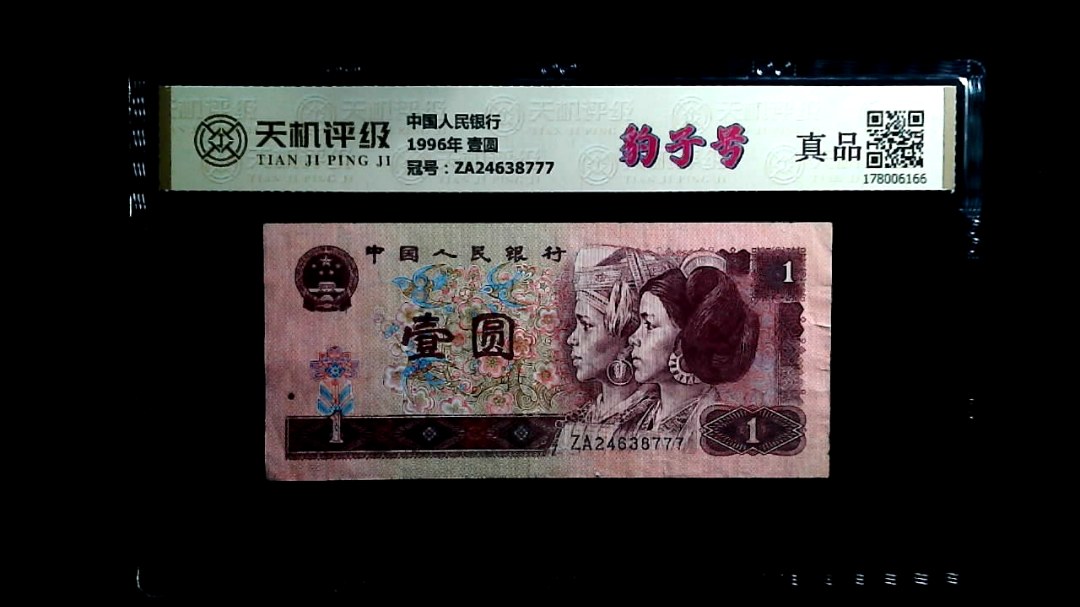 天机评级
TIAN JI PING JI
中国人民银行
1996年 壹圆
冠号：ZA24638777
豹子号
真品
178006166
中国人民银行
1
壹圆
1
ZA24638777
1